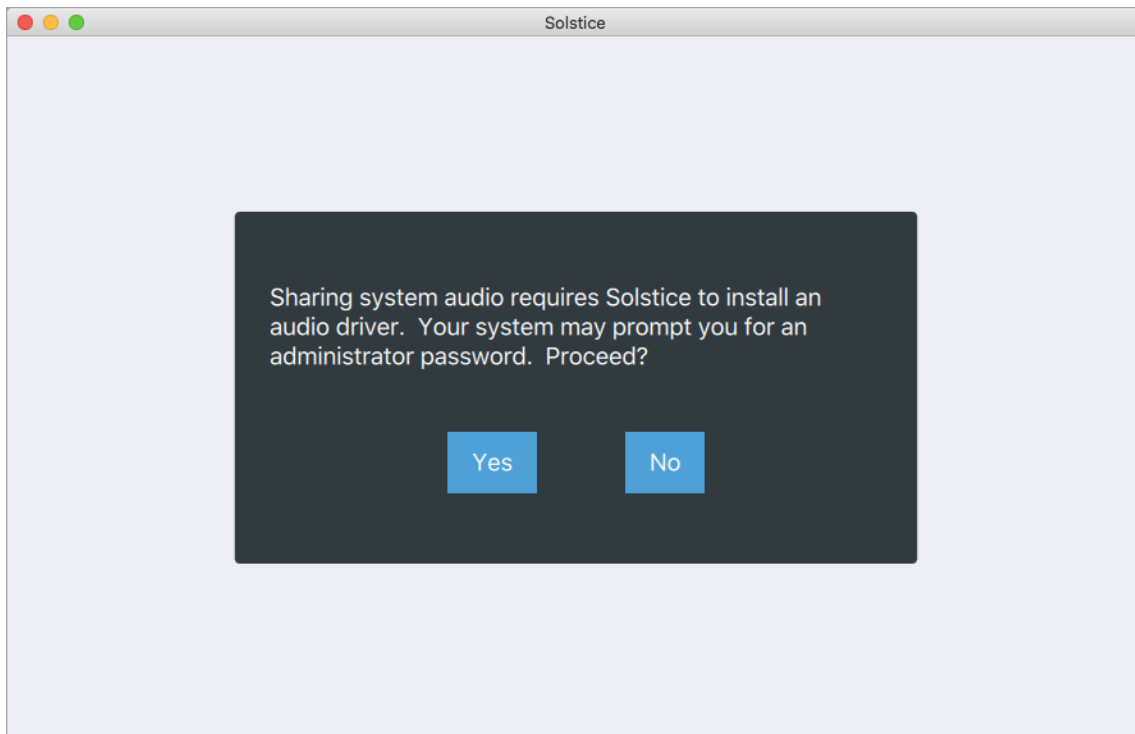 Solstice
Sharing system audio requires Solstice to install an
audio driver.  Your system may prompt you for an
administrator password.  Proceed?
Yes
No